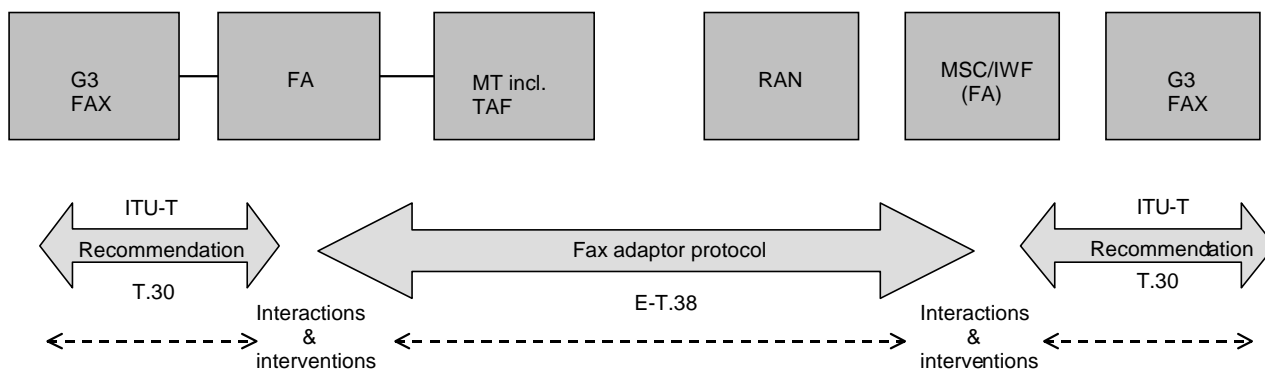 G3
FAX
FA
MT incl.
TAF
RAN
MSC/IWF
(FA)
G3
FAX
ITU-T
Recommendation
T.30
Fax adaptor protocol
E-T.38
ITU-T
Recommendation
T.30
Interactions
&
interventions
Interactions
&
interventions